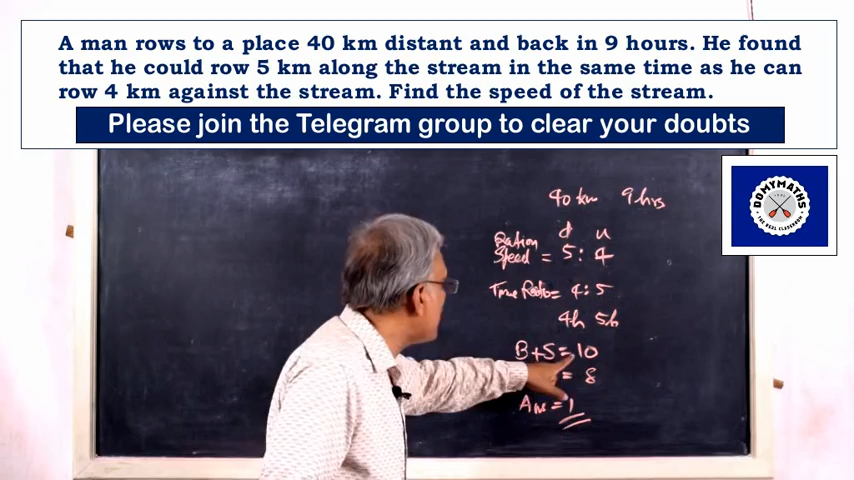 A man rows to a place 40 km distant and back in 9 hours. He found
that he could row 5 km along the stream in the same time as he can
row 4 km against the stream. Find the speed of the stream.
Please join the Telegram group to clear your doubts
DOMYMATHS
THE REEL CLASSROOM
40 km 9 hrs
d u
Speed = 5 : 4
Time Ratio = 4 : 5
4h 5h
B+S = 10
= 8
Ans = 1